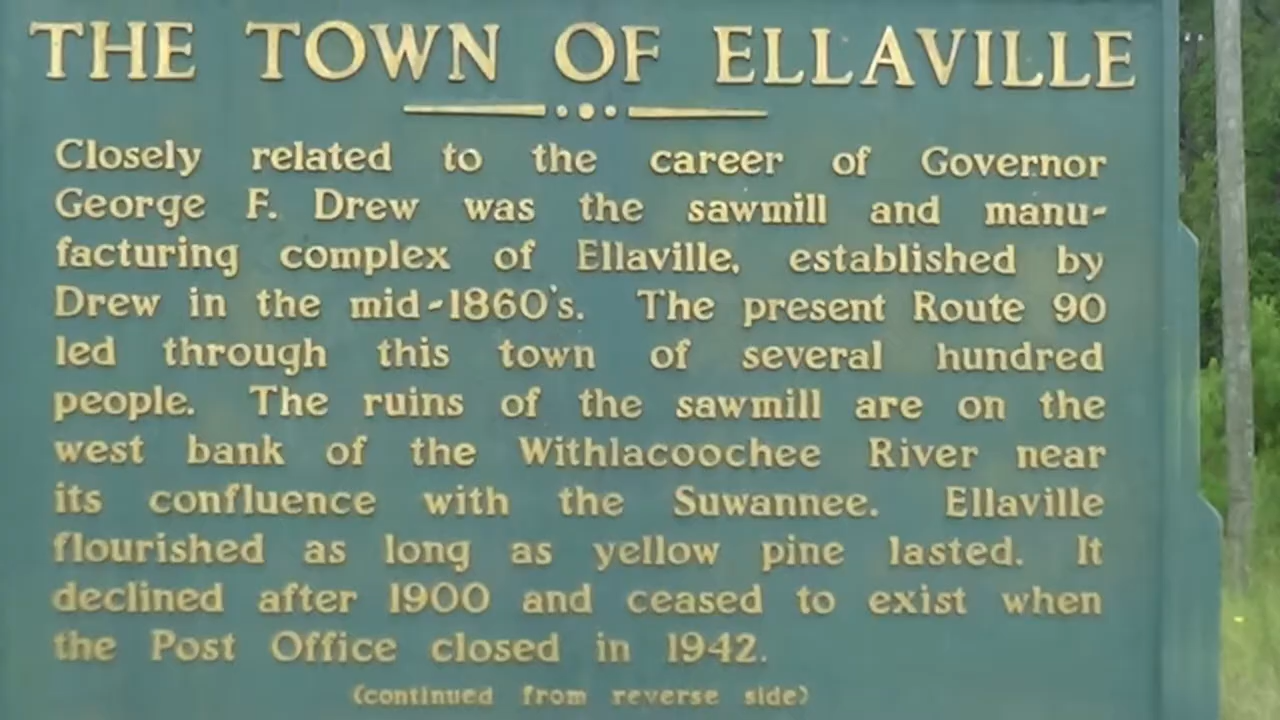 THE TOWN OF ELLAVILLE
Closely related to the career of Governor
George F. Drew was the sawmill and manu-
facturing complex of Ellaville, established by
Drew in the mid-1860's. The present Route 90
led through this town of several hundred
people. The ruins of the sawmill are on the
west bank of the Withlacoochee River near
its confluence with the Suwannee. Ellaville
flourished as long as yellow pine lasted. It
declined after 1900 and ceased to exist when
the Post Office closed in 1942.
(continued from reverse side)